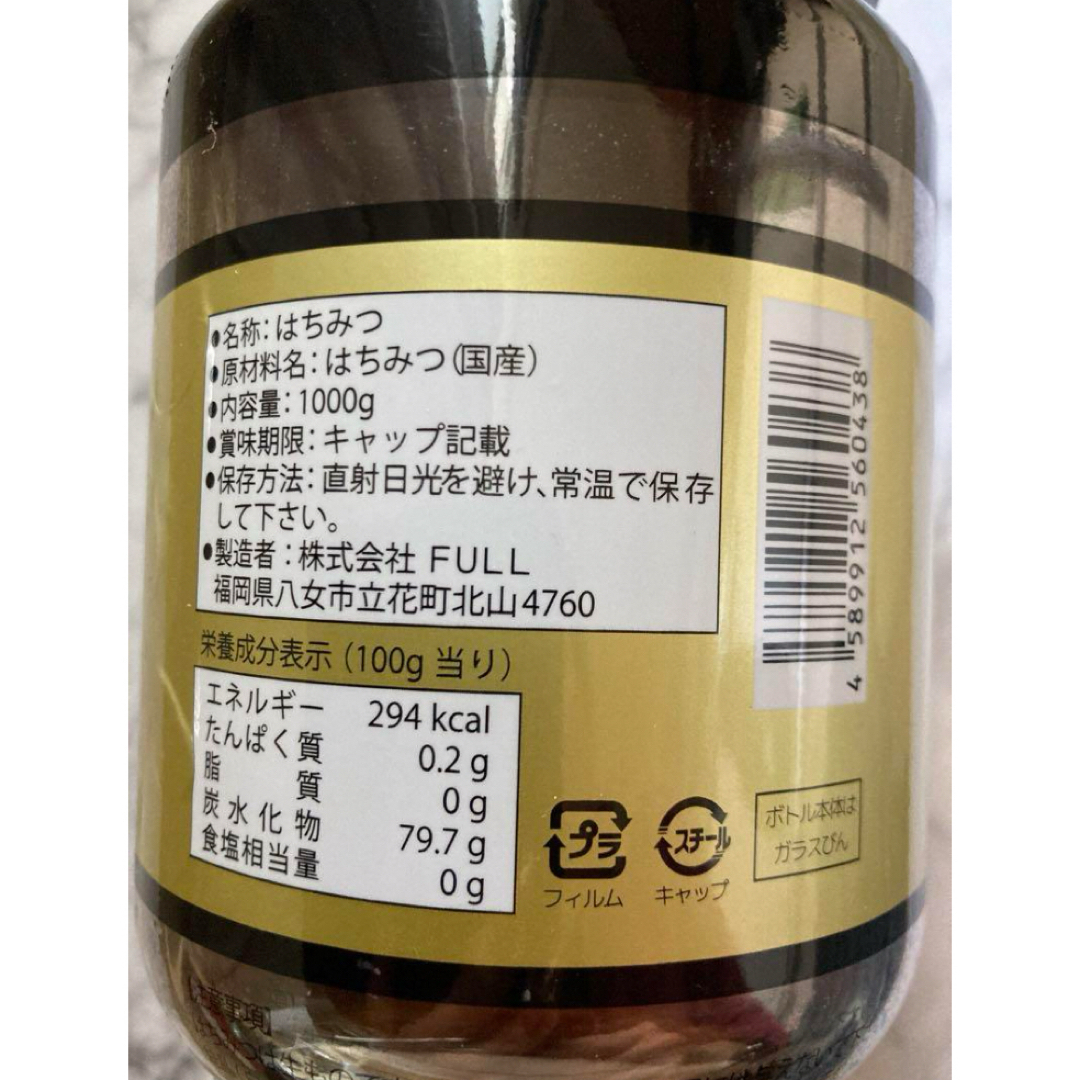 ●名称：はちみつ
●原材料名：はちみつ（国産）
●内容量：1000g
●賞味期限：キャップ記載
●保存方法：直射日光を避け、常温で保存
して下さい。
●製造者：株式会社 FULL
福岡県八女市立花町北山4760
栄養成分表示（100g 当り）
エネルギー 294 kcal
たんぱく質 0.2 g
脂質 0 g
炭水化物 79.7 g
食塩相当量 0 g
4 589912 560438
プラ
フィルム
スチール
キャップ
ボトル本体は
ガラスびん